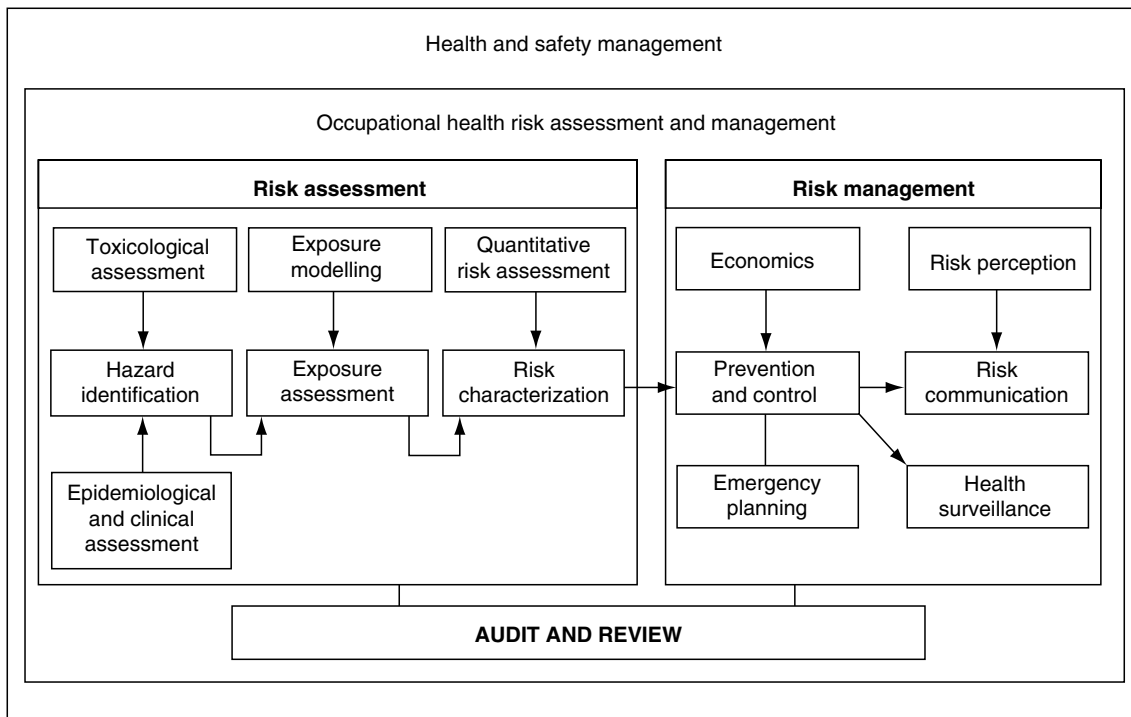 Health and safety management
Occupational health risk assessment and management
Risk assessment
Toxicological
assessment
Exposure
modelling
Quantitative
risk assessment
Hazard
identification
Exposure
assessment
Risk
characterization
Epidemiological
and clinical
assessment
Risk management
Economics
Risk perception
Prevention
and control
Risk
communication
Emergency
planning
Health
surveillance
AUDIT AND REVIEW